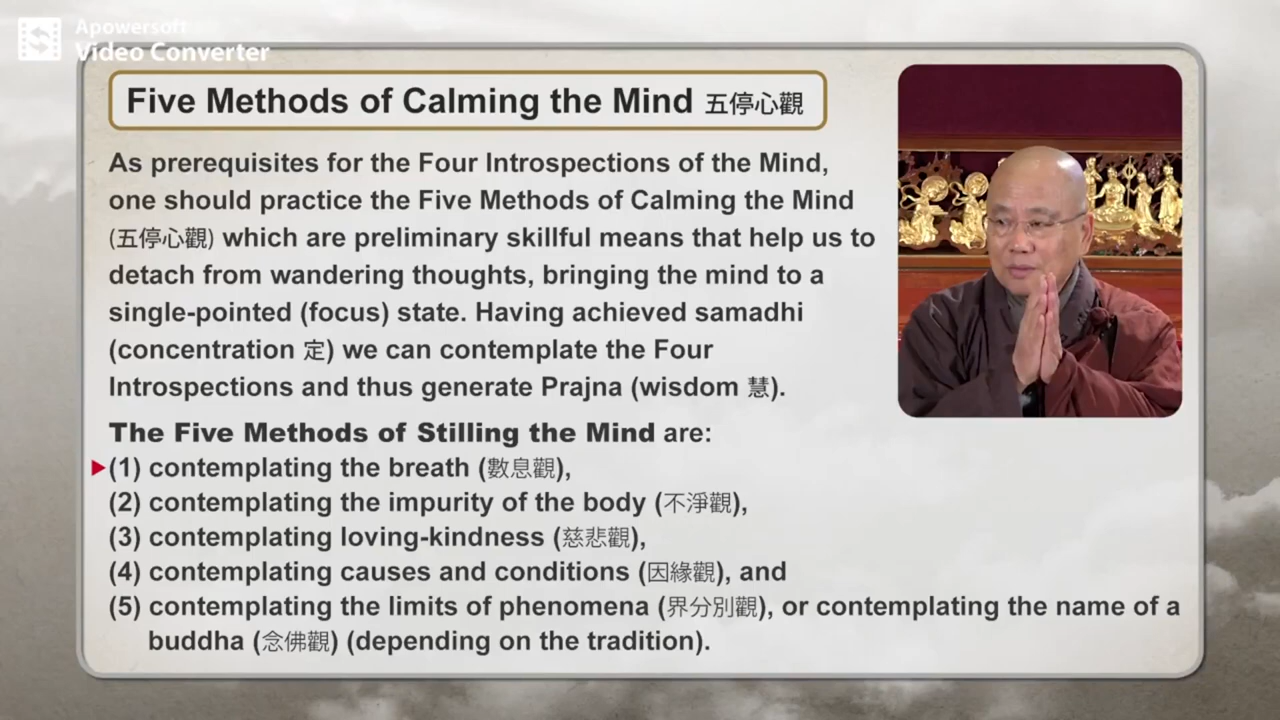 Apowersoft
Video Converter
Five Methods of Calming the Mind 五停心觀
As prerequisites for the Four Introspections of the Mind,
one should practice the Five Methods of Calming the Mind
(五停心觀) which are preliminary skillful means that help us to
detach from wandering thoughts, bringing the mind to a
single-pointed (focus) state. Having achieved samadhi
(concentration 定) we can contemplate the Four
Introspections and thus generate Prajna (wisdom 慧).
The Five Methods of Stilling the Mind are:
(1) contemplating the breath (數息觀),
(2) contemplating the impurity of the body (不淨觀),
(3) contemplating loving-kindness (慈悲觀),
(4) contemplating causes and conditions (因緣觀), and
(5) contemplating the limits of phenomena (界分別觀), or contemplating the name of a
buddha (念佛觀) (depending on the tradition).